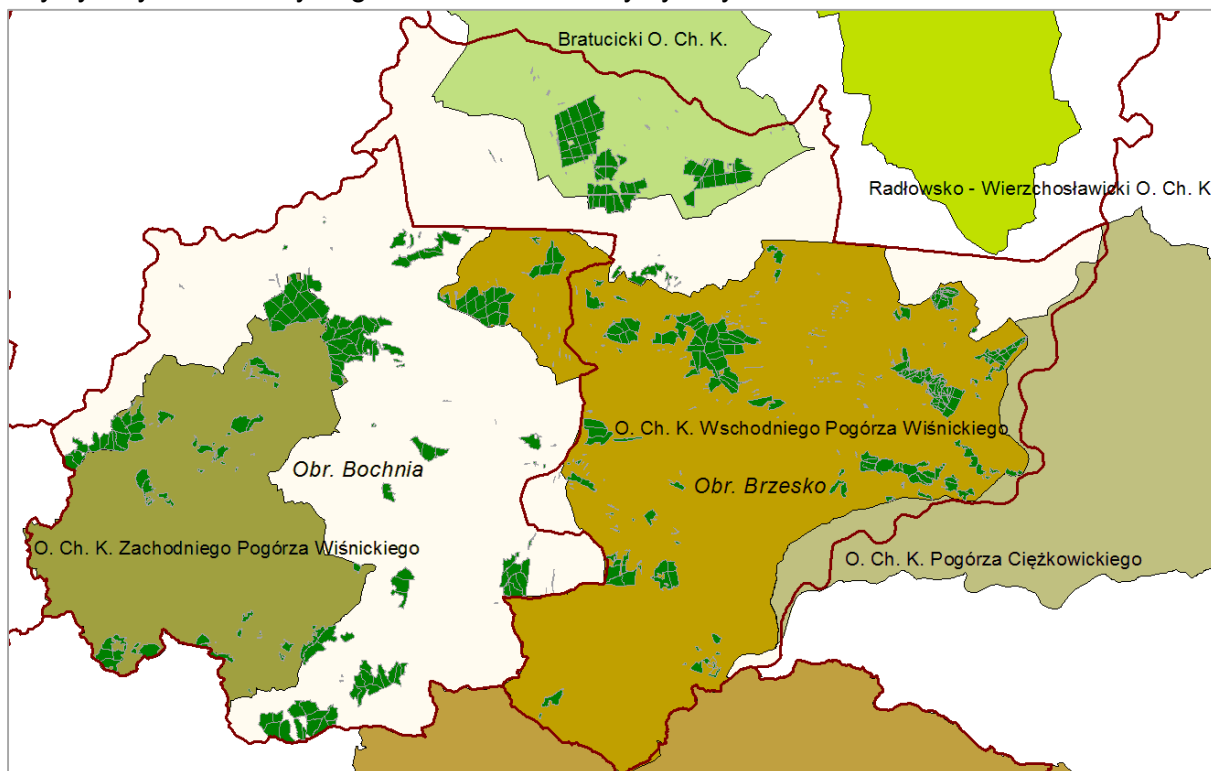 Bratucicki O. Ch. K.
Radłowsko - Wierzchosławicki O. Ch. K
O. Ch. K. Wschodniego Pogórza Wiśnickiego
Obr. Bochnia
Obr. Brzesko
O. Ch. K. Zachodniego Pogórza Wiśnickiego
O. Ch. K. Pogórza Ciężkowickiego